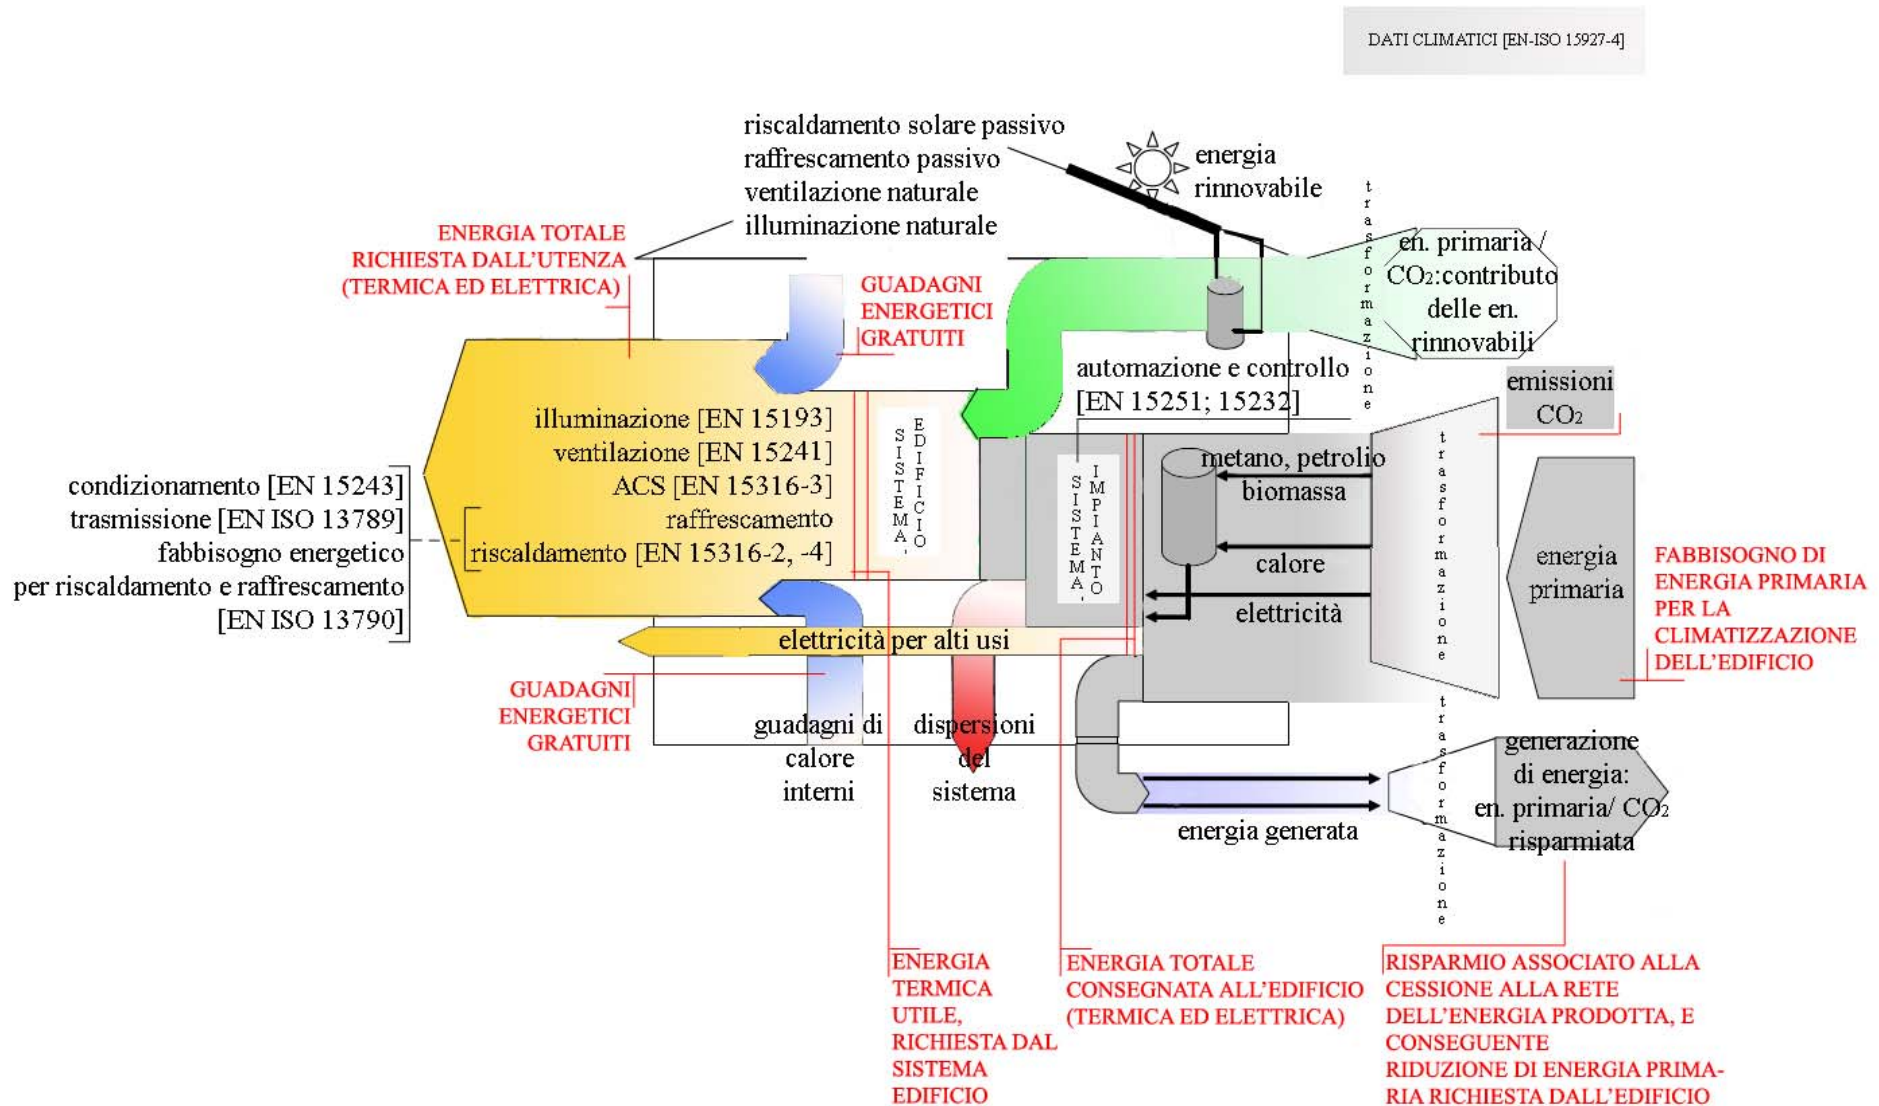 DATI CLIMATICI [EN-ISO 15927-4]
riscaldamento solare passivo
raffrescamento passivo
ventilazione naturale
illuminazione naturale
energia
rinnovabile
trasformazione
ENERGIA TOTALE
RICHIESTA DALL'UTENZA
(TERMICA ED ELETTRICA)
GUADAGNI
ENERGETICI
GRATUITI
en. primaria /
CO2:contributo
delle en.
rinnovabili
automazione e controllo
[EN 15251; 15232]
emissioni
CO2
illuminazione [EN 15193]
ventilazione [EN 15241]
ACS [EN 15316-3]
raffrescamento
riscaldamento [EN 15316-2, -4]
SISTEMA-
EDIFICIO
SISTEMA-
IMPIANTO
condizionamento [EN 15243]
trasmissione [EN ISO 13789]
fabbisogno energetico
per riscaldamento e raffrescamento
[EN ISO 13790]
metano, petrolio
biomassa
calore
elettricità
trasformazione
energia
primaria
FABBISOGNO DI
ENERGIA PRIMARIA
PER LA
CLIMATIZZAZIONE
DELL'EDIFICIO
elettricità per alti usi
GUADAGNI
ENERGETICI
GRATUITI
guadagni di
calore
interni
dispersioni
del
sistema
energia generata
trasformazione
generazione
di energia:
en. primaria/ CO2
risparmiata
ENERGIA
TERMICA
UTILE,
RICHIESTA DAL
SISTEMA
EDIFICIO
ENERGIA TOTALE
CONSEGNATA ALL'EDIFICIO
(TERMICA ED ELETTRICA)
RISPARMIO ASSOCIATO ALLA
CESSIONE ALLA RETE
DELL'ENERGIA PRODOTTA, E
CONSEGUENTE
RIDUZIONE DI ENERGIA PRIMA-
RIA RICHIESTA DALL'EDIFICIO